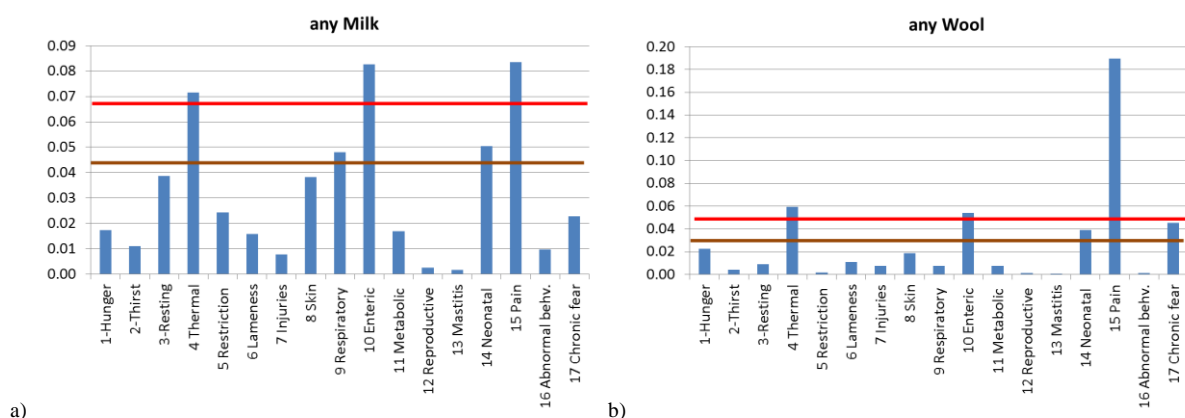 any Milk
0.09
0.08
0.07
0.06
0.05
0.04
0.03
0.02
0.01
0.00
1-Hunger
2-Thirst
3-Resting
4 Thermal
5 Restriction
6 Lameness
7 Injuries
8 Skin
9 Respiratory
10 Enteric
11 Metabolic
12 Reproductive
13 Mastitis
14 Neonatal
15 Pain
16 Abnormal behv.
17 Chronic fear
a)
any Wool
0.20
0.18
0.16
0.14
0.12
0.10
0.08
0.06
0.04
0.02
0.00
1-Hunger
2-Thirst
3-Resting
4 Thermal
5 Restriction
6 Lameness
7 Injuries
8 Skin
9 Respiratory
10 Enteric
11 Metabolic
12 Reproductive
13 Mastitis
14 Neonatal
15 Pain
16 Abnormal behv.
17 Chronic fear
b)